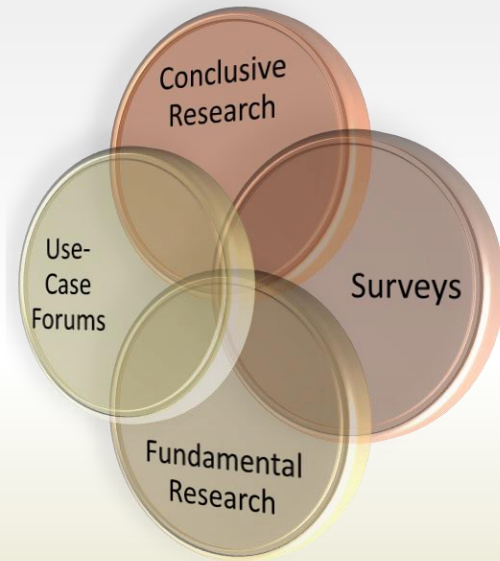 Conclusive
Research
Use-
Case
Forums
Surveys
Fundamental
Research